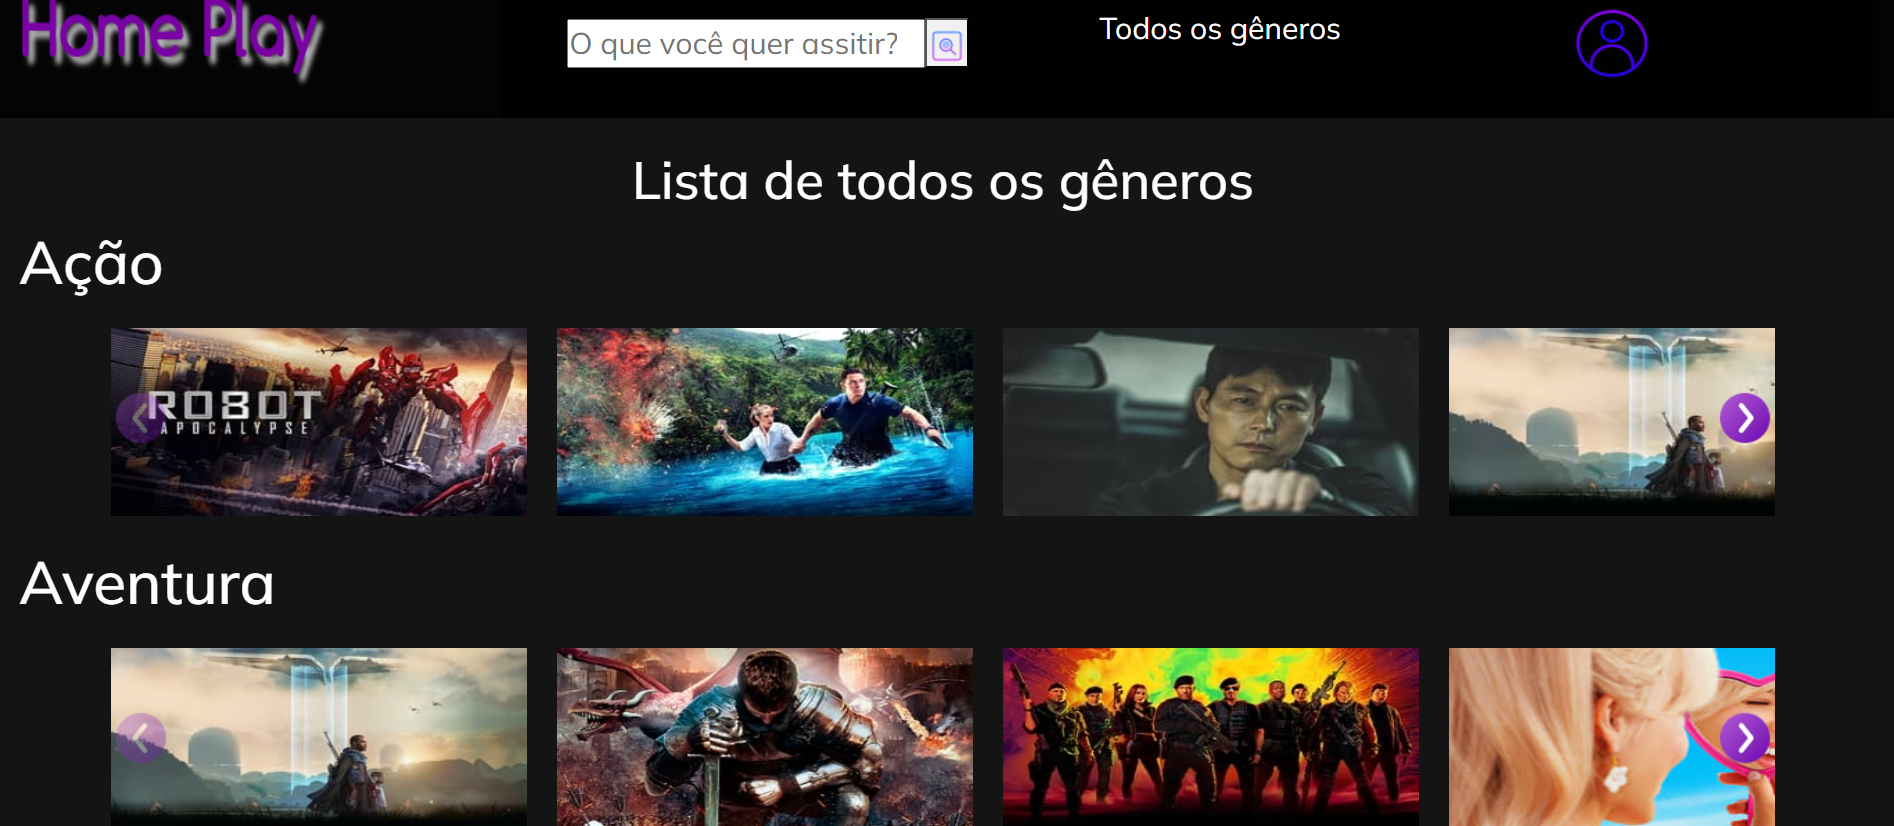 Home Play
O que você quer assitir?
Todos os gêneros
Lista de todos os gêneros
Ação
ROBOT
APOCALYPSE
Aventura